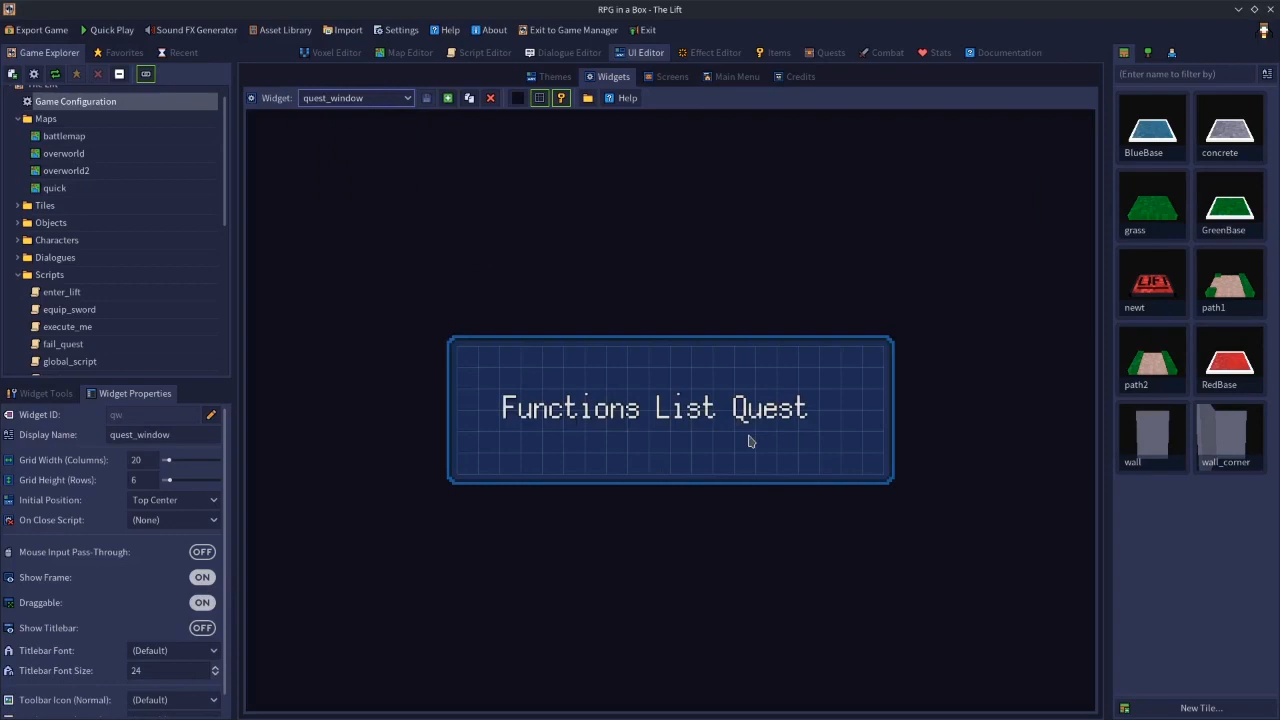 RPG in a Box - The Lift
Export Game Quick Play Sound FX Generator Asset Library Import Settings Help About Exit to Game Manager Exit
Game Explorer Favorites Recent Voxel Editor Map Editor Script Editor Dialogue Editor UI Editor Effect Editor Items Quests Combat Stats Documentation
Themes Widgets Screens Main Menu Credits
(Enter name to filter by)
Widget: quest_window Help
Game Configuration
Maps
battlemap
overworld
overworld2
quick
Tiles
Objects
Characters
Dialogues
Scripts
enter_lift
equip_sword
execute_me
fail_quest
global_script
Widget Tools Widget Properties
Widget ID: qw
Display Name: quest_window
Grid Width (Columns): 20
Grid Height (Rows): 6
Initial Position: Top Center
On Close Script: (None)
Mouse Input Pass-Through: OFF
Show Frame: ON
Draggable: ON
Show Titlebar: OFF
Titlebar Font: (Default)
Titlebar Font Size: 24
Toolbar Icon (Normal): (Default)
Functions List Quest
BlueBase concrete
grass GreenBase
LIFT
newt path1
path2 RedBase
wall wall_corner
New Tile...